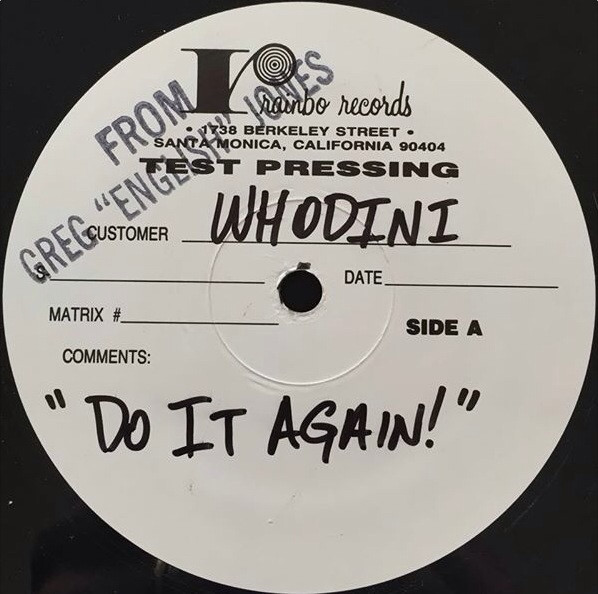 rainbo records
• 1738 BERKELEY STREET •
SANTA MONICA, CALIFORNIA 90404
TEST PRESSING
FROM
GREG "ENGLISH" JONES
CUSTOMER WHODINI
S
DATE
MATRIX #
SIDE A
COMMENTS:
" DO IT AGAIN! "